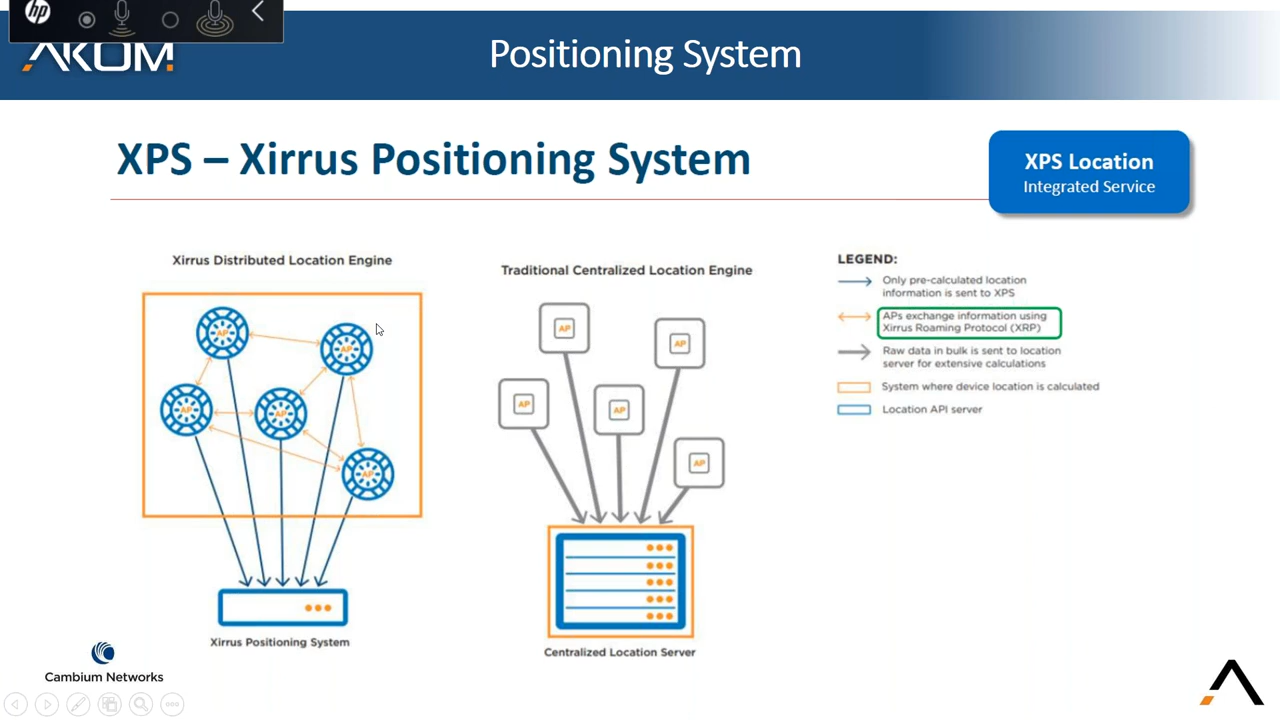 hp
AKOM
Positioning System
XPS – Xirrus Positioning System
XPS Location
Integrated Service
Xirrus Distributed Location Engine
AP
AP
AP
AP
AP
Xirrus Positioning System
Traditional Centralized Location Engine
AP
AP
AP
AP
AP
Centralized Location Server
LEGEND:
Only pre-calculated location
information is sent to XPS
APs exchange information using
Xirrus Roaming Protocol (XRP)
Raw data in bulk is sent to location
server for extensive calculations
System where device location is calculated
Location API server
Cambium Networks